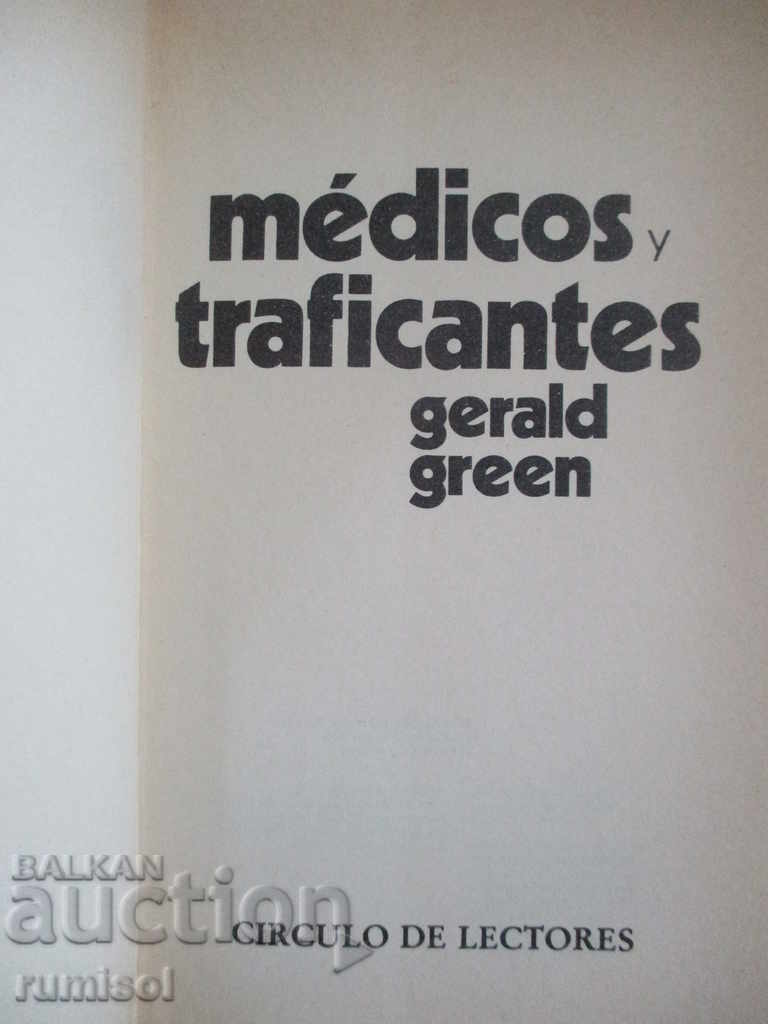 médicos y
traficantes
gerald
green
BALKAN
auction
CIRCULO DE LECTORES
rumisol